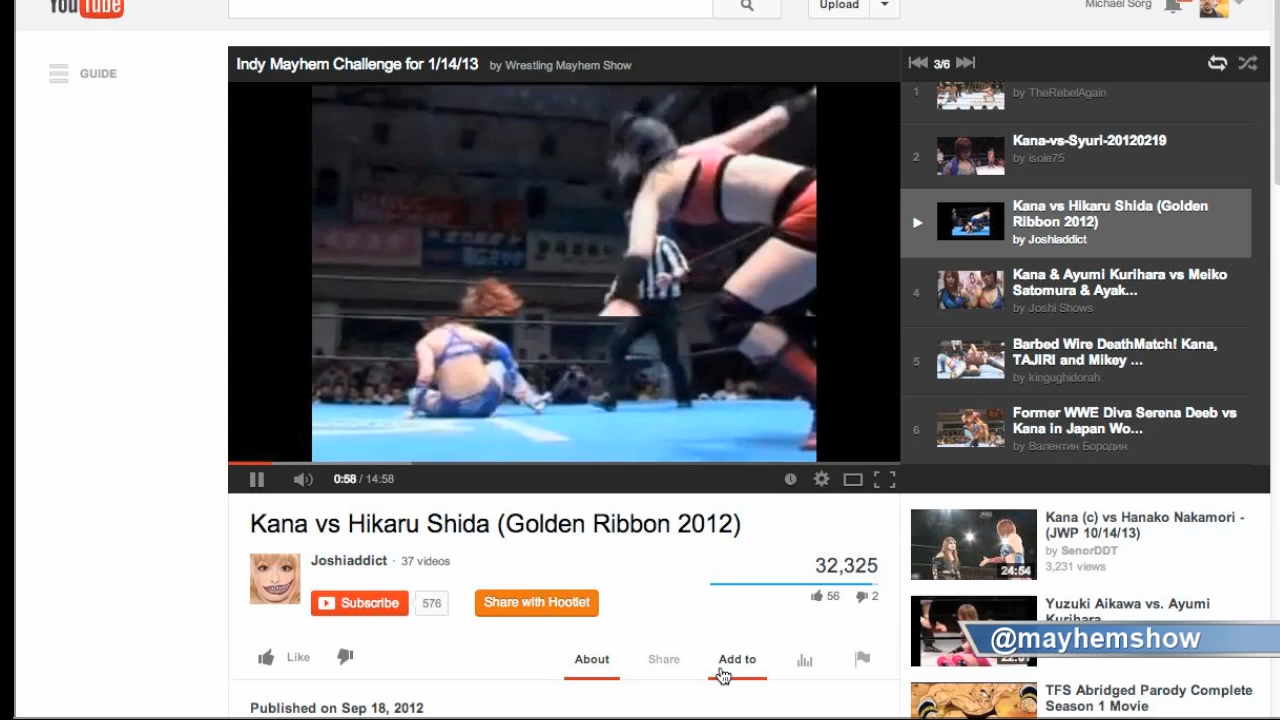 YouTube
Upload
Michael Sorg
GUIDE
Indy Mayhem Challenge for 1/14/13 by Wrestling Mayhem Show
3/6
1
by TheRebelAgain
2
Kana-vs-Syuri-20120219
by isole75
Kana vs Hikaru Shida (Golden
Ribbon 2012)
by Joshiaddict
4
Kana & Ayumi Kurihara vs Meiko
Satomura & Ayak...
by Joshi Shows
5
Barbed Wire DeathMatch! Kana,
TAJIRI and Mikey ...
by kingughidorah
6
Former WWE Diva Serena Deeb vs
Kana in Japan Wo...
by Валентин Бородин
0:58 / 14:58
Kana vs Hikaru Shida (Golden Ribbon 2012)
Joshiaddict · 37 videos
Subscribe 576
Share with Hootlet
32,325
56 2
Like
About Share Add to
Published on Sep 18, 2012
Kana (c) vs Hanako Nakamori -
(JWP 10/14/13)
by SenorDDT
3,231 views
24:54
Yuzuki Aikawa vs. Ayumi
Kurihara
@mayhemshow
TFS Abridged Parody Complete
Season 1 Movie